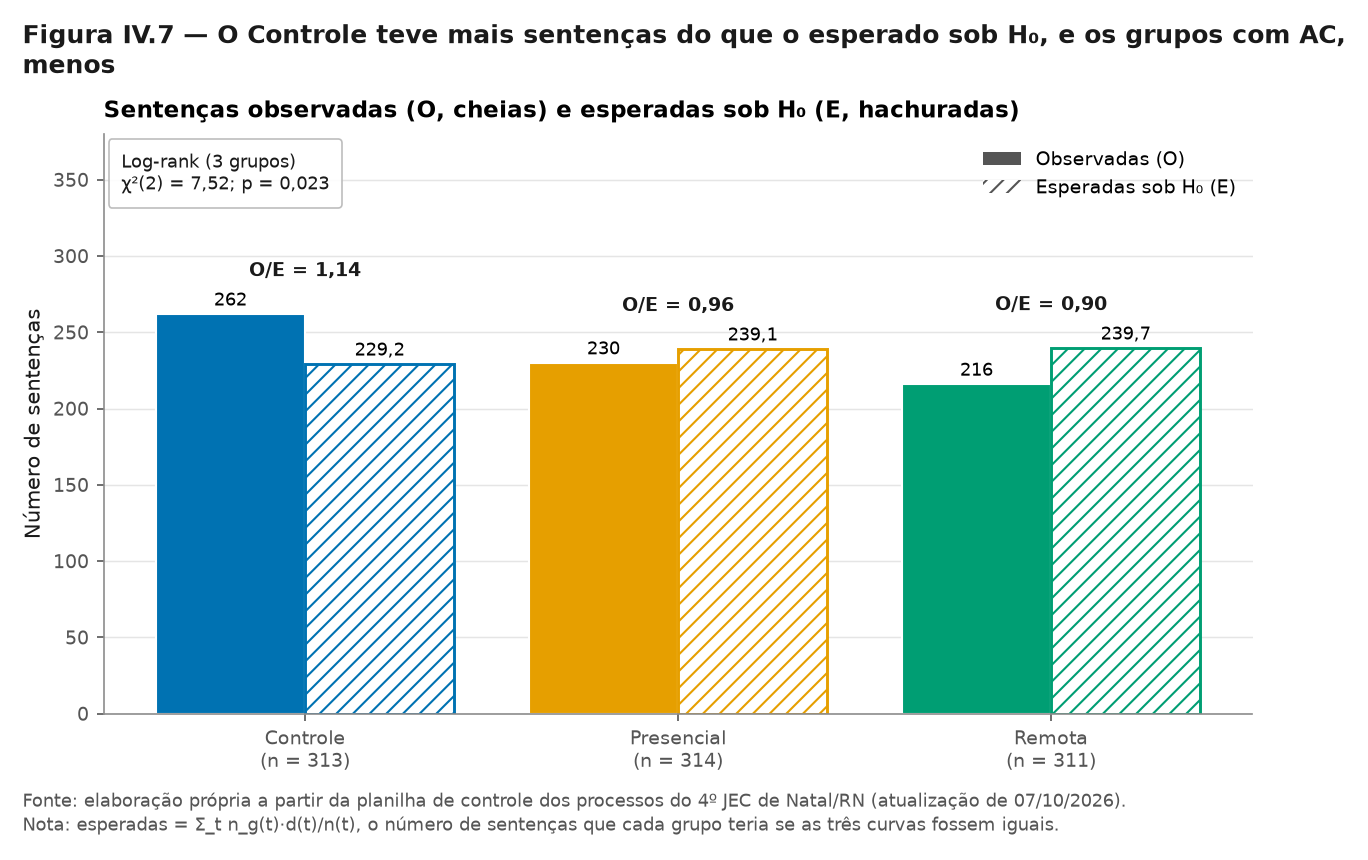 Figura IV.7 — O Controle teve mais sentenças do que o esperado sob H₀, e os grupos com AC,
menos
Sentenças observadas (O, cheias) e esperadas sob H₀ (E, hachuradas)
Log-rank (3 grupos)
χ²(2) = 7,52; p = 0,023
Observadas (O)
Esperadas sob H₀ (E)
Número de sentenças
350
300
250
200
150
100
50
0
O/E = 1,14
262
229,2
O/E = 0,96
230
239,1
O/E = 0,90
216
239,7
Controle
(n = 313)
Presencial
(n = 314)
Remota
(n = 311)
Fonte: elaboração própria a partir da planilha de controle dos processos do 4º JEC de Natal/RN (atualização de 07/10/2026).
Nota: esperadas = Σ_t n_g(t)·d(t)/n(t), o número de sentenças que cada grupo teria se as três curvas fossem iguais.